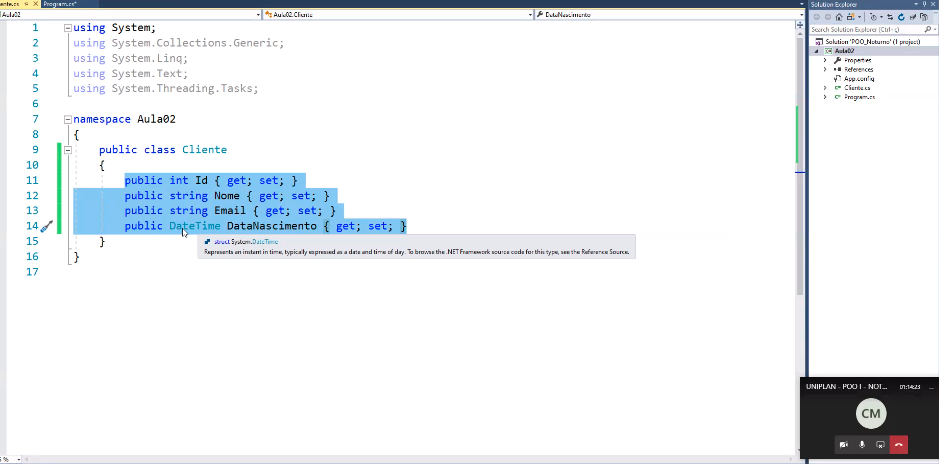 ente.cs
Program.cs*
Aula02
Aula02.Cliente
DataNascimento
1 using System;
2 using System.Collections.Generic;
3 using System.Linq;
4 using System.Text;
5 using System.Threading.Tasks;
6
7 namespace Aula02
8 {
9 public class Cliente
10 {
11 public int Id { get; set; }
12 public string Nome { get; set; }
13 public string Email { get; set; }
14 public DateTime DataNascimento { get; set; }
15 }
16 }
17
struct System.DateTime
Represents an instant in time, typically expressed as a date and time of day. To browse the .NET Framework source code for this type, see the Reference Source.
Solution Explorer
Search Solution Explorer (Ctrl+ç)
Solution 'POO_Noturno' (1 project)
Aula02
Properties
References
App.config
Cliente.cs
Program.cs
UNIPLAN - POO I - NOT...
01:14:23
...
CM
%